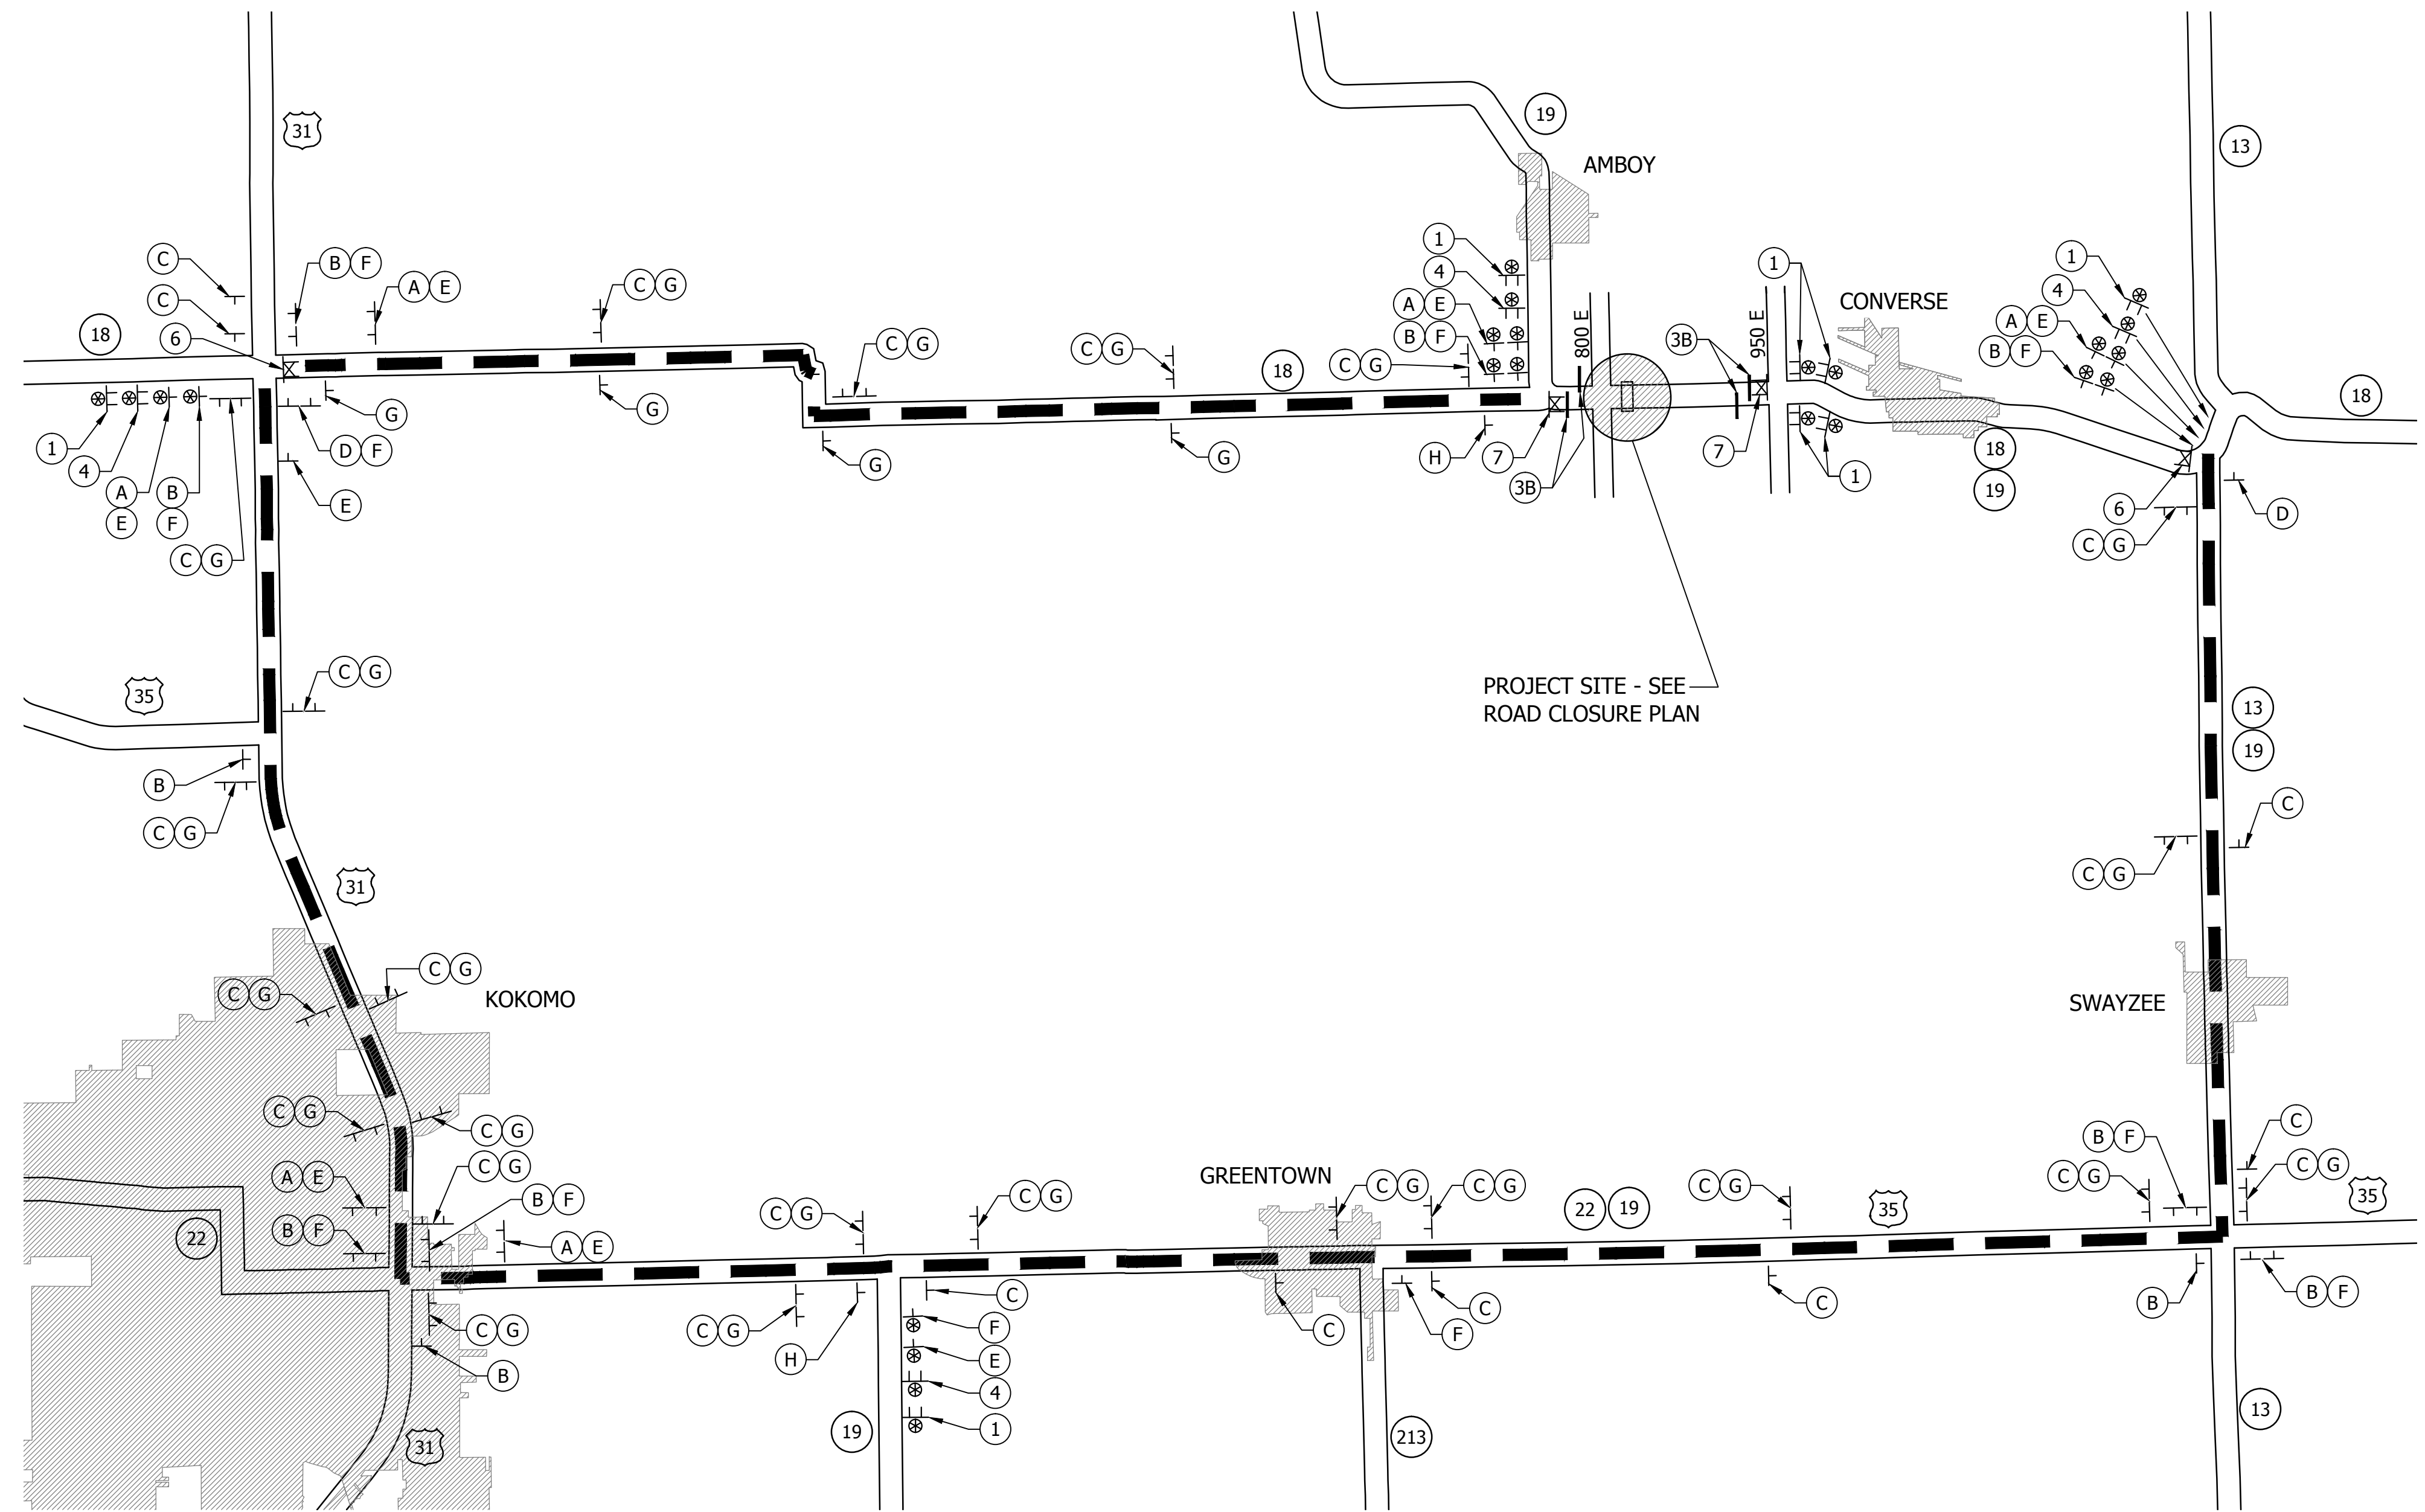 19
31
AMBOY
13
1
1
1
C
B F
4
4
C G
A E
CONVERSE
C
A E
A E
18
B F
950 E
3B
B F
6
800 E
C G
C G
C G
18
18
G
G
1
D F
G
G
H
7
7
18
4
3B
1
19
A
B
E
6
D
E
F
C G
C G
PROJECT SITE - SEE
ROAD CLOSURE PLAN
C G
35
13
19
B
C
C G
C G
31
C G
C G
KOKOMO
SWAYZEE
C G
C G
B F
C
A E
C G
GREENTOWN
C G
C G
C G
C G
C G
B F
C G
C G
22 19
35
35
B F
22
A E
C
B F
C G
C G
H
F
C
F
C
C
B
E
B
4
1
31
19
213
13